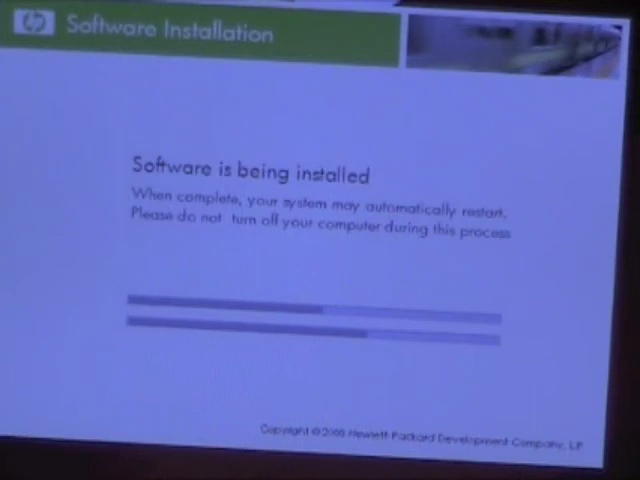 hp Software Installation
Software is being installed
When complete, your system may automatically restart.
Please do not turn off your computer during this process
Copyright © Hewlett-Packard Development Company, LP